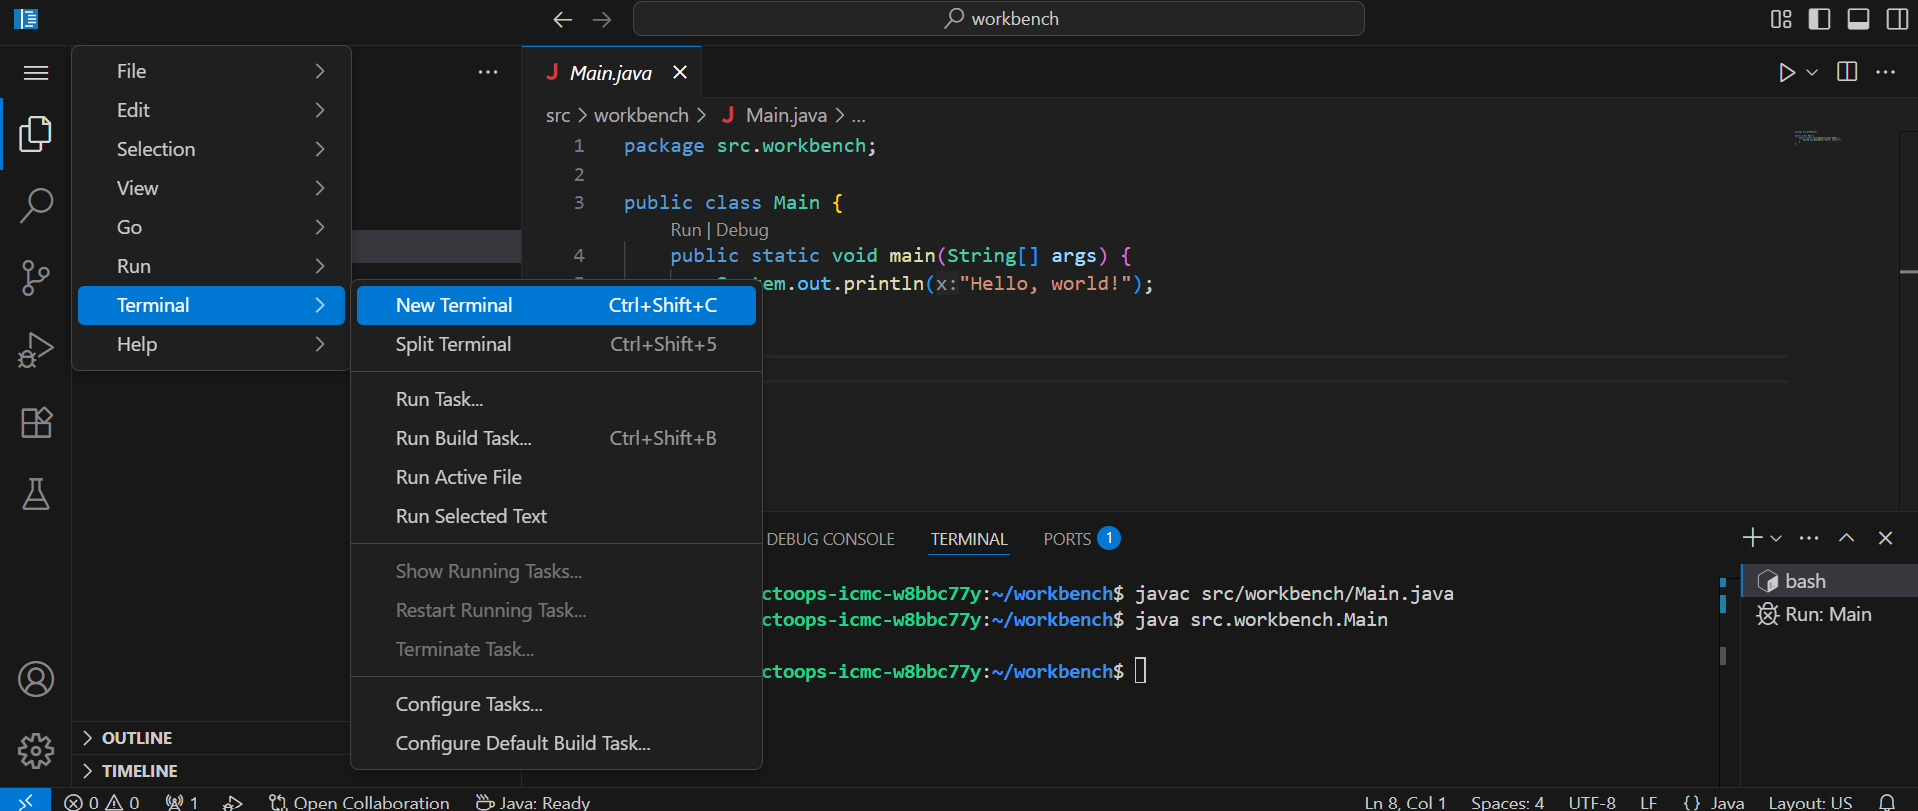 workbench
File
Edit
Selection
View
Go
Run
Terminal
Help
New Terminal Ctrl+Shift+C
Split Terminal Ctrl+Shift+5
Run Task...
Run Build Task... Ctrl+Shift+B
Run Active File
Run Selected Text
Show Running Tasks...
Restart Running Task...
Terminate Task...
Configure Tasks...
Configure Default Build Task...
OUTLINE
TIMELINE
J Main.java
src > workbench > J Main.java > ...
1 package src.workbench;
2
3 public class Main {
Run | Debug
4 public static void main(String[] args) {
em.out.println(x:"Hello, world!");
DEBUG CONSOLE TERMINAL PORTS 1
ctoops-icmc-w8bbc77y:~/workbench$ javac src/workbench/Main.java
ctoops-icmc-w8bbc77y:~/workbench$ java src.workbench.Main
ctoops-icmc-w8bbc77y:~/workbench$
bash
Run: Main
0 0 1 Open Collaboration Java: Ready Ln 8, Col 1 Spaces: 4 UTF-8 LF {} Java Layout: US